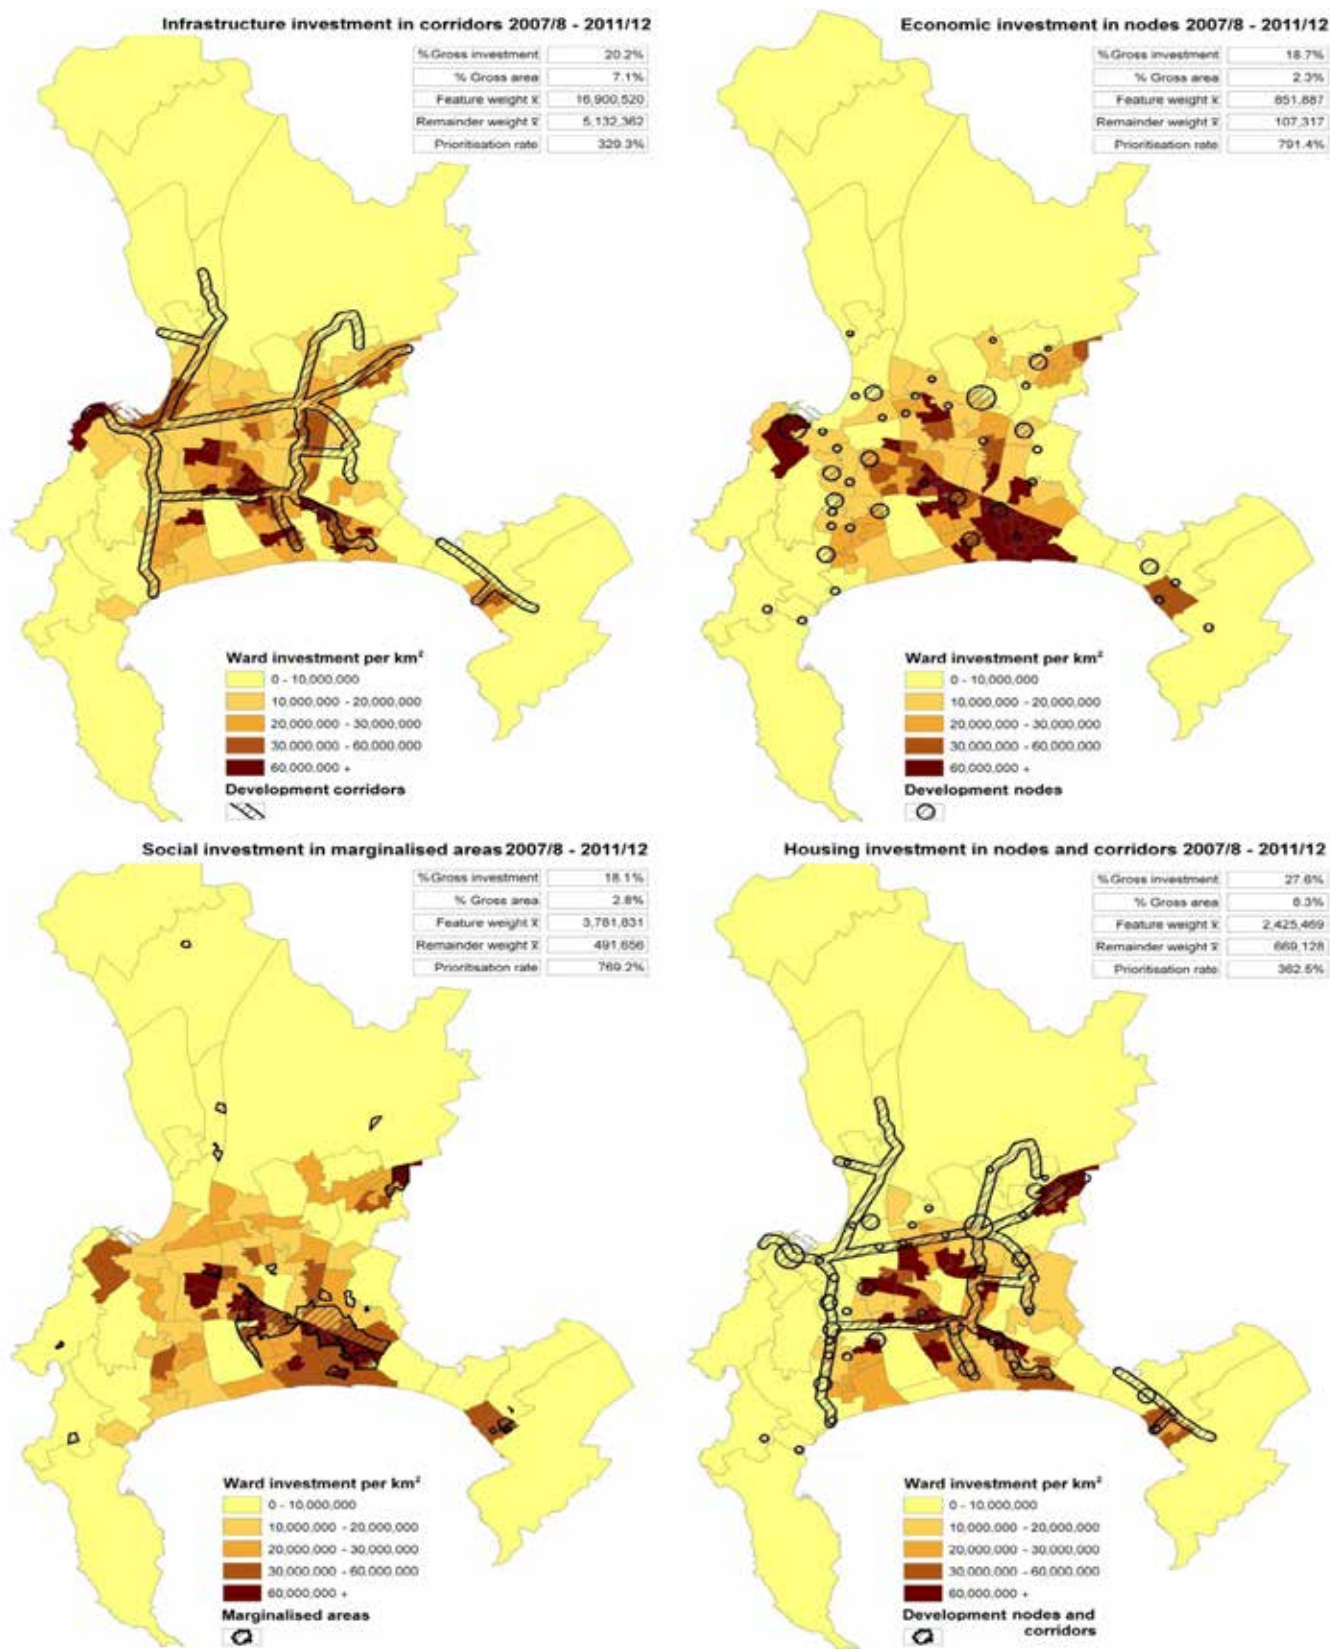 Infrastructure investment in corridors 2007/8 - 2011/12
%Gross investment 20.2%
% Gross area 7.1%
Feature weight x̄ 16,900,520
Remainder weight x̄ 5,132,362
Prioritisation rate 329.3%
Ward investment per km²
0 - 10,000,000
10,000,000 - 20,000,000
20,000,000 - 30,000,000
30,000,000 - 60,000,000
60,000,000 +
Development corridors
Economic investment in nodes 2007/8 - 2011/12
%Gross investment 18.7%
% Gross area 2.3%
Feature weight x̄ 851,887
Remainder weight x̄ 107,317
Prioritisation rate 791.4%
Ward investment per km²
0 - 10,000,000
10,000,000 - 20,000,000
20,000,000 - 30,000,000
30,000,000 - 60,000,000
60,000,000 +
Development nodes
Social investment in marginalised areas 2007/8 - 2011/12
%Gross investment 18.1%
% Gross area 2.8%
Feature weight x̄ 3,781,831
Remainder weight x̄ 491,656
Prioritisation rate 769.2%
Ward investment per km²
0 - 10,000,000
10,000,000 - 20,000,000
20,000,000 - 30,000,000
30,000,000 - 60,000,000
60,000,000 +
Marginalised areas
Housing investment in nodes and corridors 2007/8 - 2011/12
%Gross investment 27.6%
% Gross area
Feature weight x̄ 2,425,469
Remainder weight x̄ 669,128
Prioritisation rate 362.5%
Ward investment per km²
0 - 10,000,000
10,000,000 - 20,000,000
20,000,000 - 30,000,000
30,000,000 - 60,000,000
60,000,000 +
Development nodes and
corridors